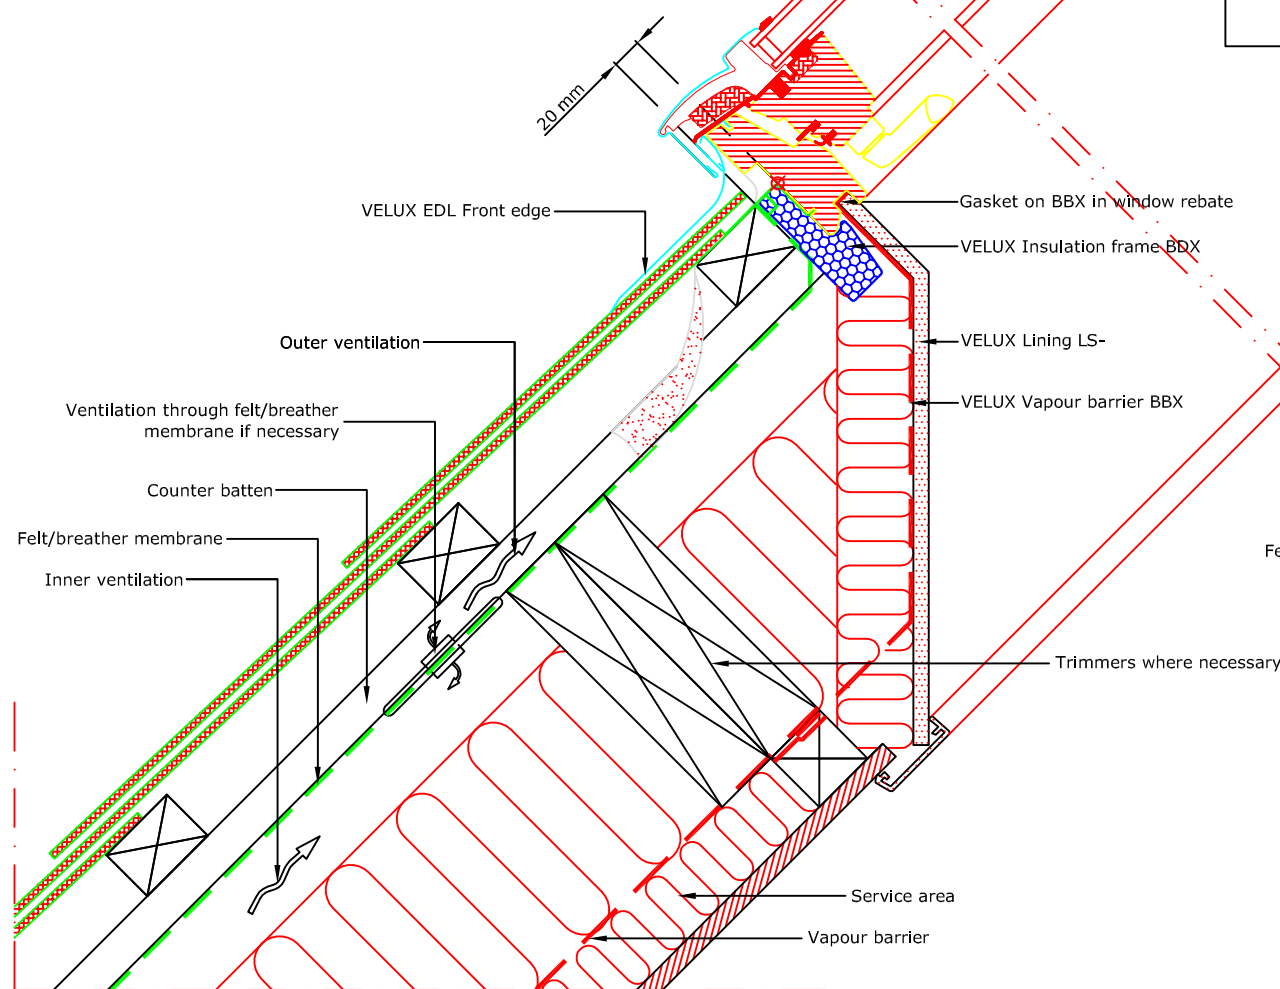 20 mm
VELUX EDL Front edge
Gasket on BBX in window rebate
VELUX Insulation frame BDX
Outer ventilation
VELUX Lining LS-
Ventilation through felt/breather
membrane if necessary
VELUX Vapour barrier BBX
Counter batten
Felt/breather membrane
Fe
Inner ventilation
Trimmers where necessary
Service area
Vapour barrier